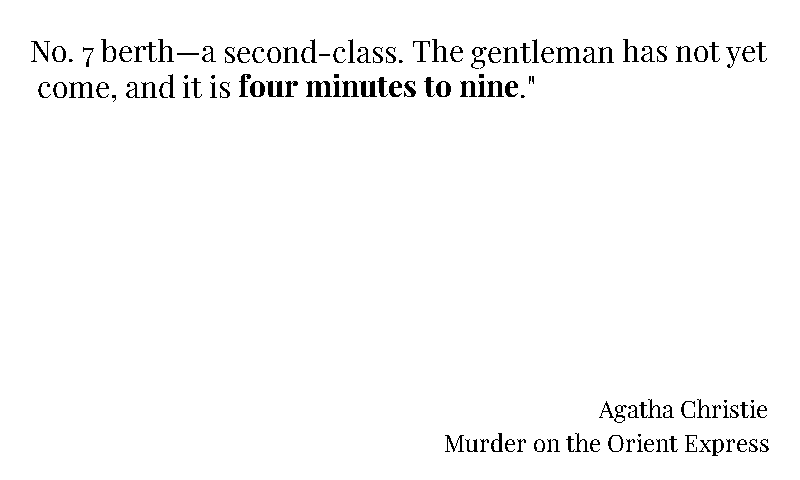 No. 7 berth—a second-class. The gentleman has not yet
come, and it is four minutes to nine."
Agatha Christie
Murder on the Orient Express